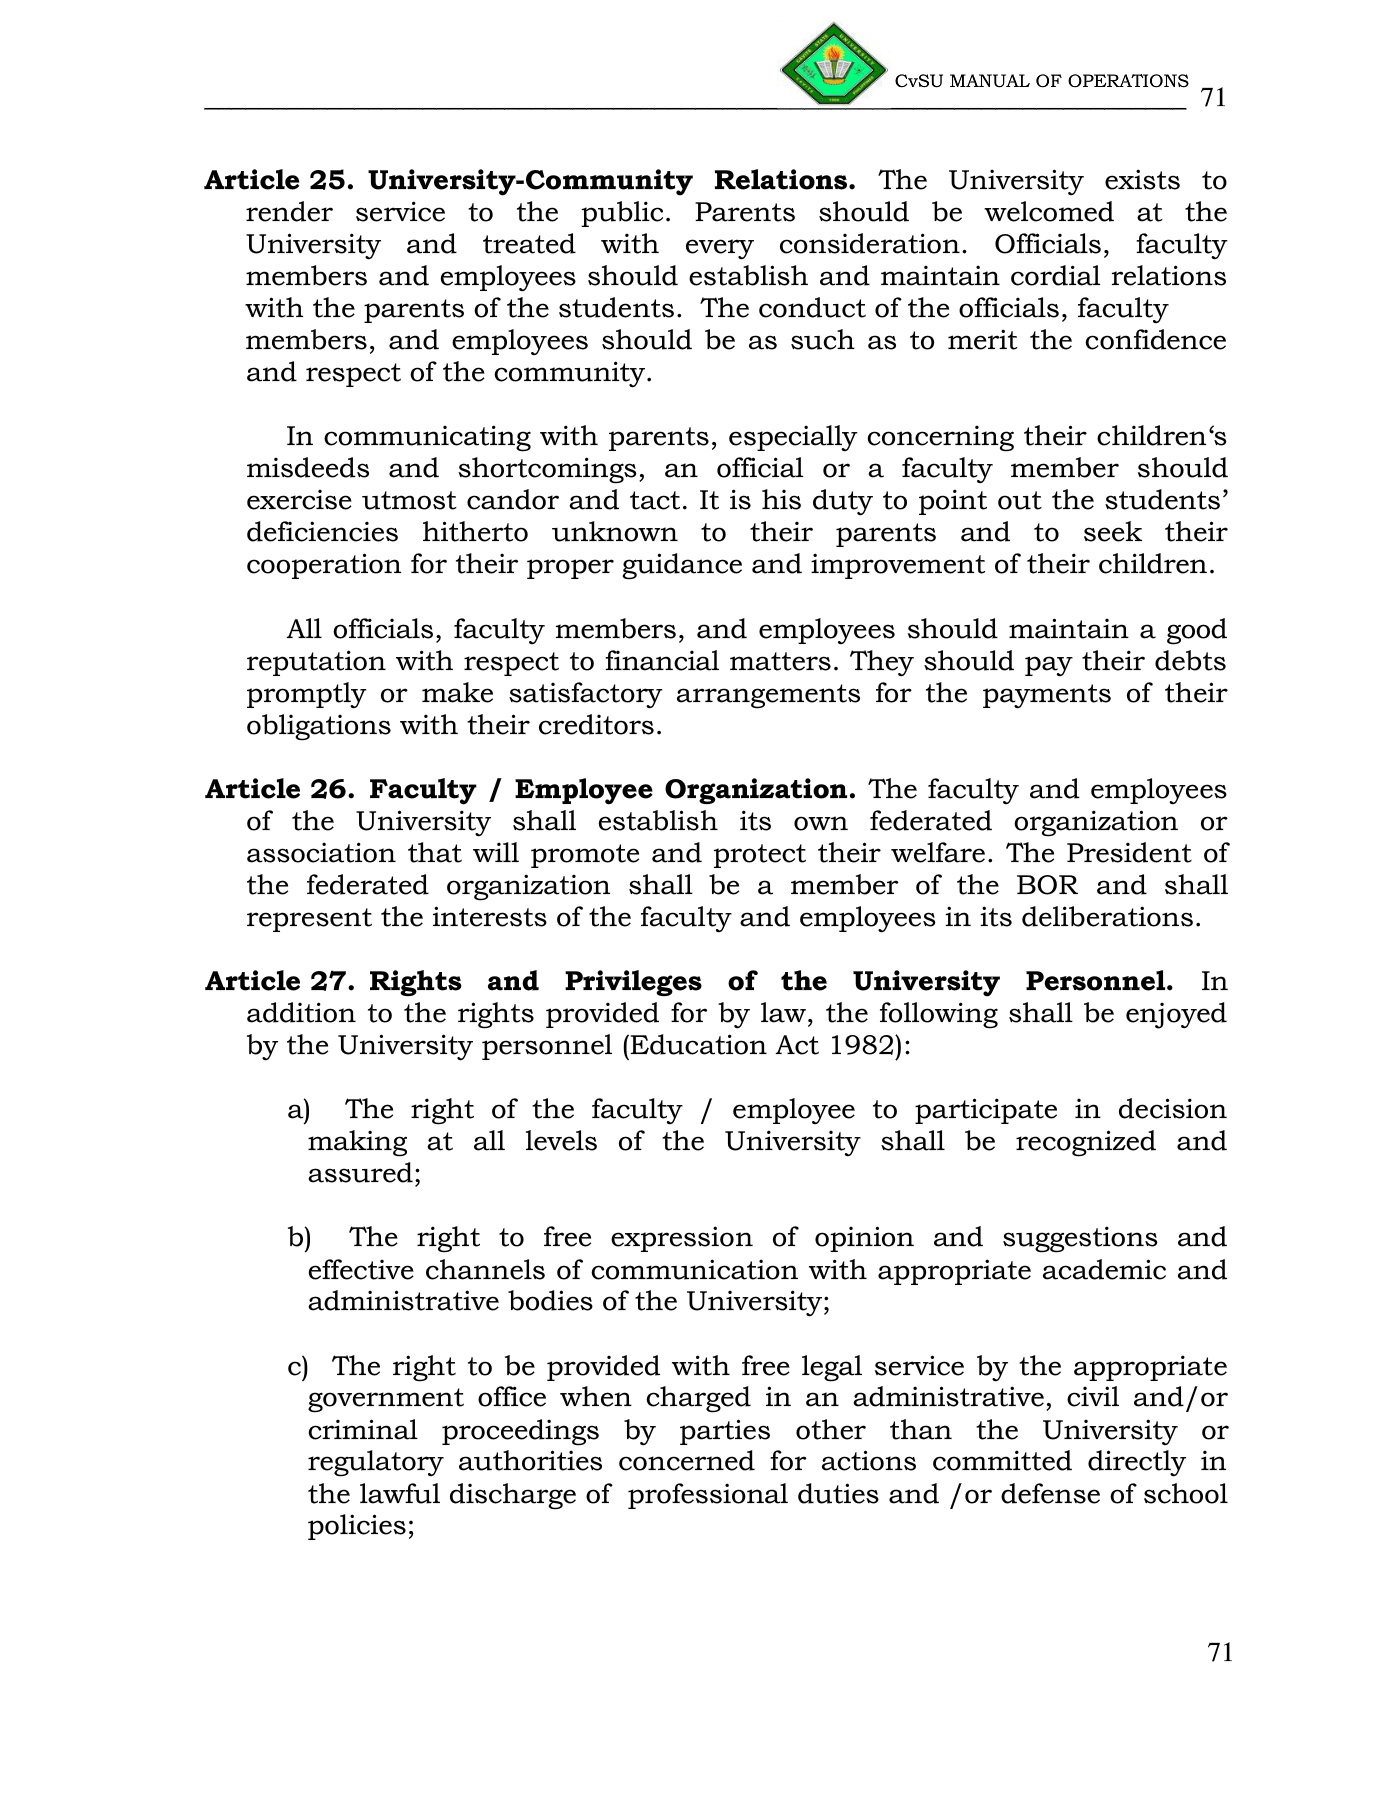 CvSU MANUAL OF OPERATIONS 71
Article 25. University-Community Relations. The University exists to
render service to the public. Parents should be welcomed at the
University and treated with every consideration. Officials, faculty
members and employees should establish and maintain cordial relations
with the parents of the students. The conduct of the officials, faculty
members, and employees should be as such as to merit the confidence
and respect of the community.
In communicating with parents, especially concerning their children‘s
misdeeds and shortcomings, an official or a faculty member should
exercise utmost candor and tact. It is his duty to point out the students’
deficiencies hitherto unknown to their parents and to seek their
cooperation for their proper guidance and improvement of their children.
All officials, faculty members, and employees should maintain a good
reputation with respect to financial matters. They should pay their debts
promptly or make satisfactory arrangements for the payments of their
obligations with their creditors.
Article 26. Faculty / Employee Organization. The faculty and employees
of the University shall establish its own federated organization or
association that will promote and protect their welfare. The President of
the federated organization shall be a member of the BOR and shall
represent the interests of the faculty and employees in its deliberations.
Article 27. Rights and Privileges of the University Personnel. In
addition to the rights provided for by law, the following shall be enjoyed
by the University personnel (Education Act 1982):
a) The right of the faculty / employee to participate in decision
making at all levels of the University shall be recognized and
assured;
b) The right to free expression of opinion and suggestions and
effective channels of communication with appropriate academic and
administrative bodies of the University;
c) The right to be provided with free legal service by the appropriate
government office when charged in an administrative, civil and/or
criminal proceedings by parties other than the University or
regulatory authorities concerned for actions committed directly in
the lawful discharge of professional duties and /or defense of school
policies;
71